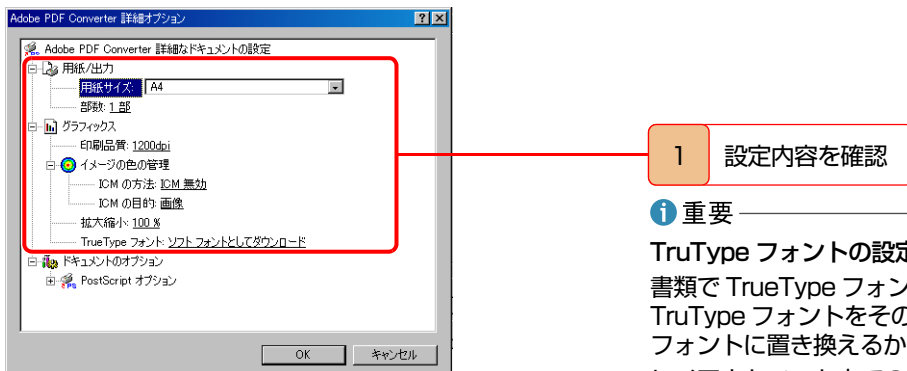 Adobe PDF Converter 詳細オプション
Adobe PDF Converter 詳細なドキュメントの設定
用紙/出力
用紙サイズ: A4
部数: 1 部
グラフィックス
印刷品質: 1200dpi
イメージの色の管理
ICM の方法: ICM 無効
ICM の目的: 画像
拡大縮小: 100 %
TrueType フォント: ソフト フォントとしてダウンロード
ドキュメントのオプション
PostScript オプション
OK キャンセル
1 設定内容を確認
重要
TruType フォントの設定
書類で TrueType フォン
TruType フォントをその
フォントに置き換えるか